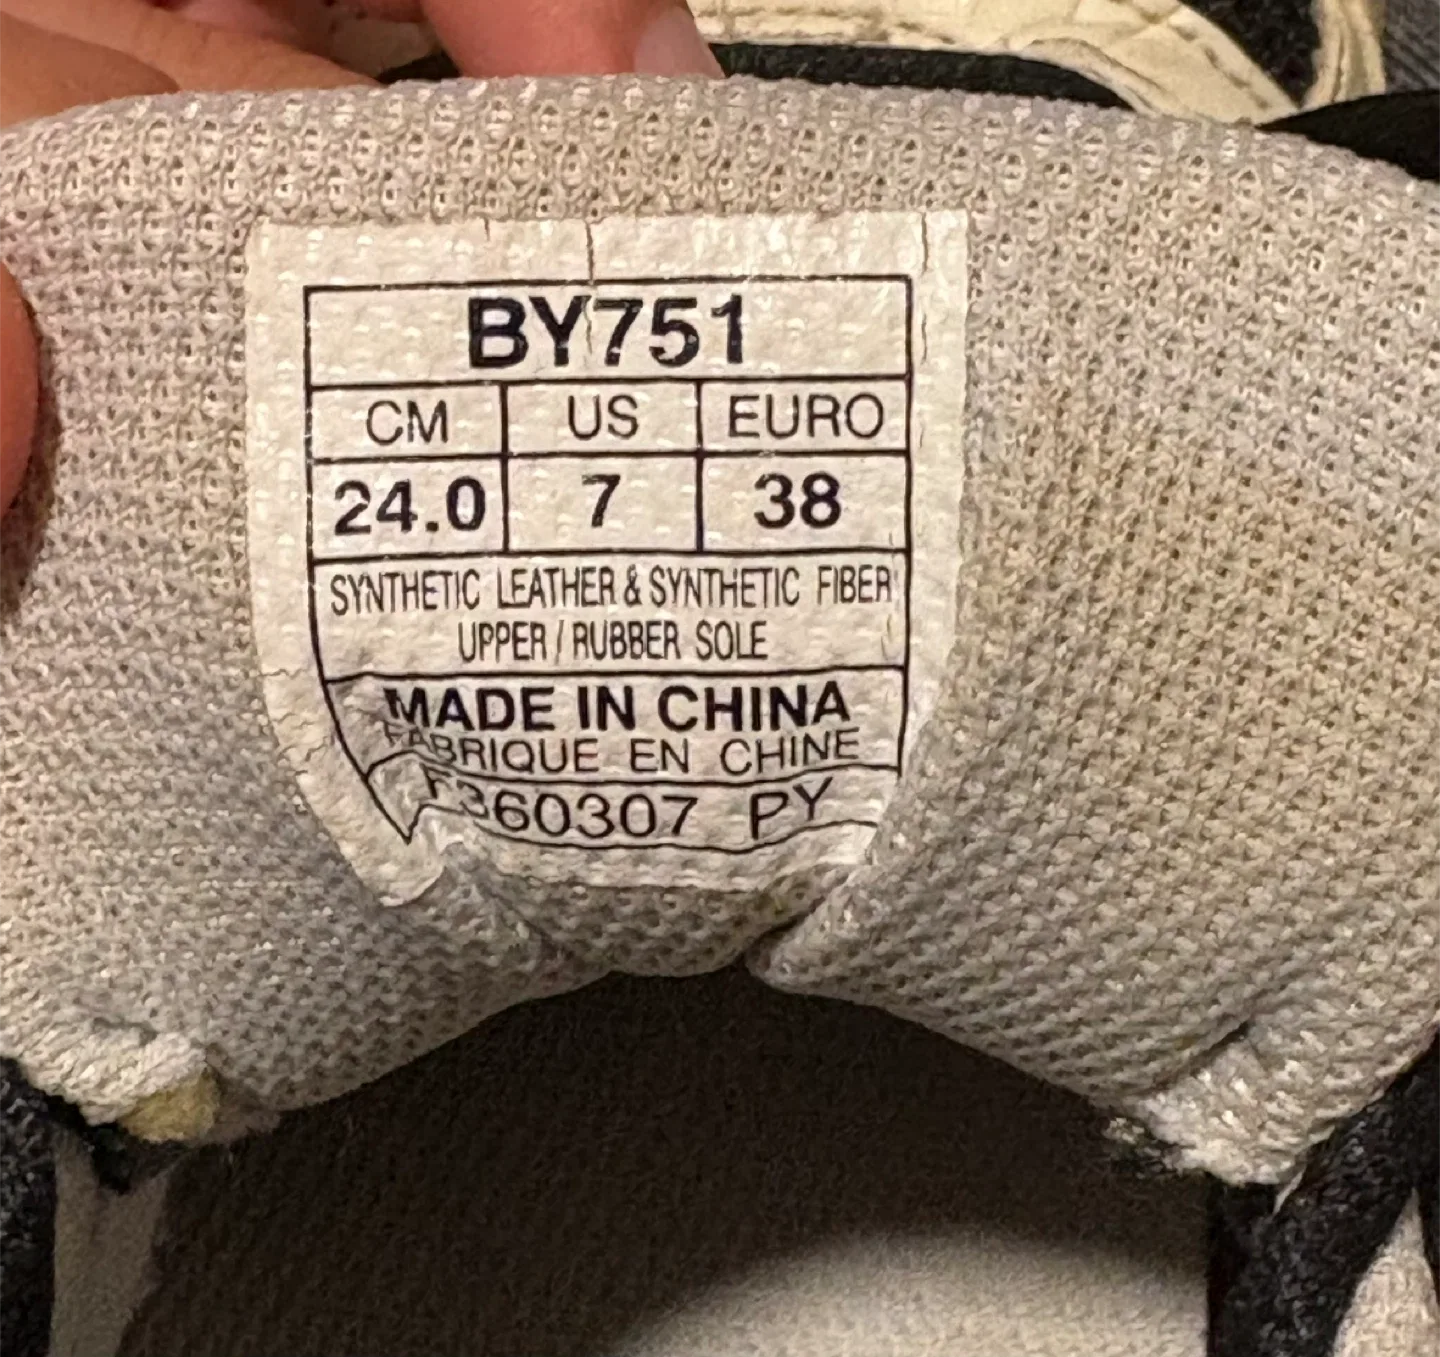 BY751
CM US EURO
24.0 7 38
SYNTHETIC LEATHER & SYNTHETIC FIBER
UPPER / RUBBER SOLE
MADE IN CHINA
FABRIQUE EN CHINE
F360307 PY